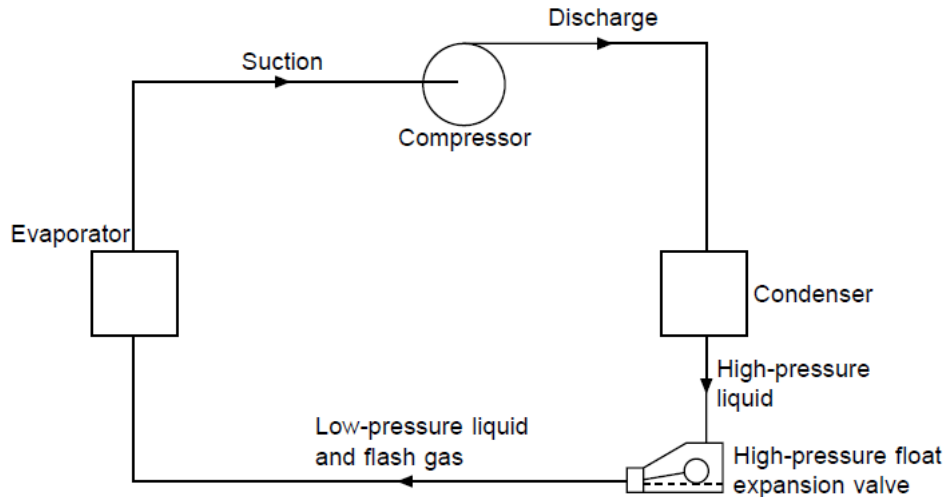 Discharge
Suction
Compressor
Evaporator
Condenser
High-pressure
liquid
Low-pressure liquid
and flash gas
High-pressure float
expansion valve